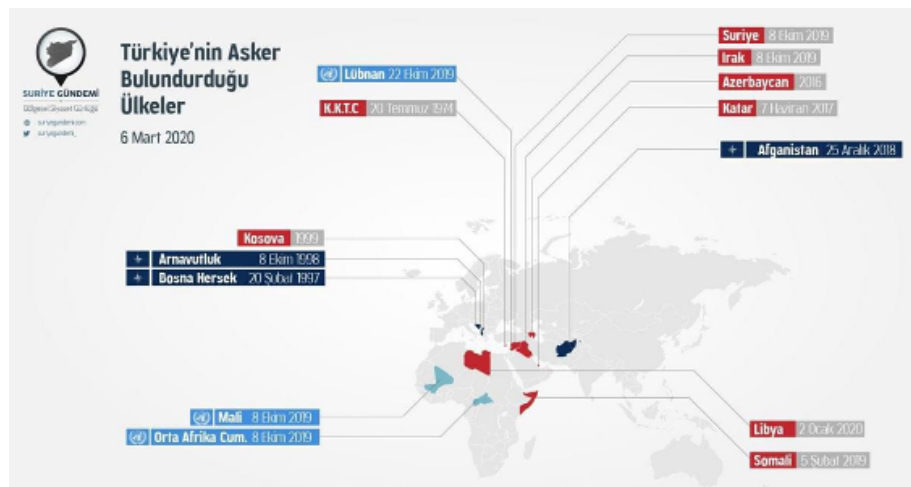 SURİYE GÜNDEMİ
Türkiye'nin Asker
Bulundurduğu
Ülkeler
6 Mart 2020
Lübnan 22 Ekim 2019
K.K.T.C 20 Temmuz 1974
Suriye 8 Ekim 2019
Irak 8 Ekim 2019
Azerbaycan 2016
Katar 7 Haziran 2017
Afganistan 25 Aralık 2018
Kosova 1999
Arnavutluk 8 Ekim 1998
Bosna Hersek 20 Şubat 1997
Mali 8 Ekim 2019
Orta Afrika Cum. 8 Ekim 2019
Libya 2 Ocak 2020
Somali 5 Şubat 2019